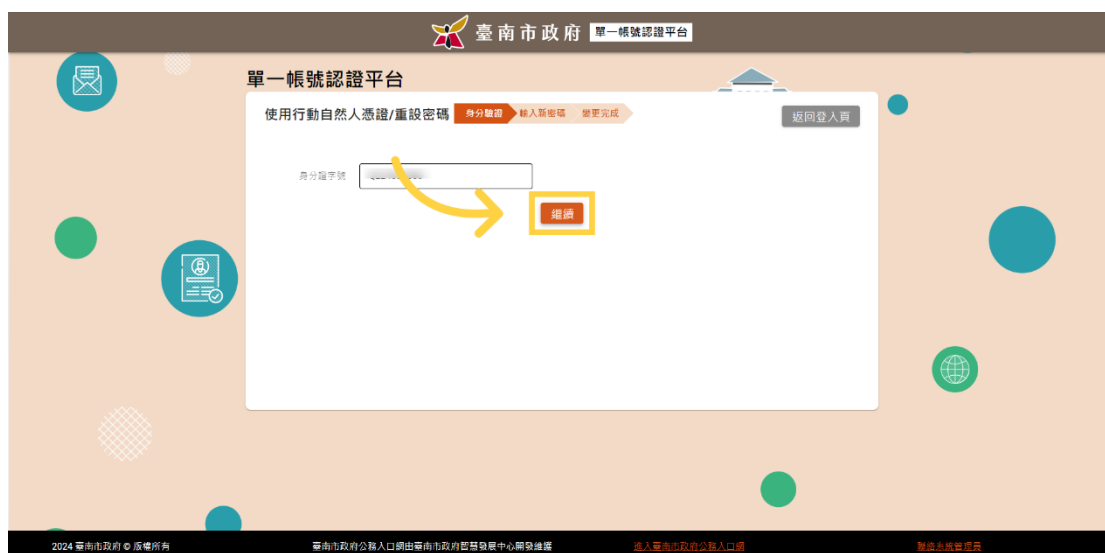 臺南市政府 單一帳號認證平台
單一帳號認證平台
使用行動自然人憑證/重設密碼 身分驗證 輸入新密碼 變更完成 返回登入頁
身分證字號
繼續
2024 臺南市政府 © 版權所有 臺南市政府公務入口網由臺南市政府智慧發展中心開發維護 進入臺南市政府公務入口網 聯絡系統管理員